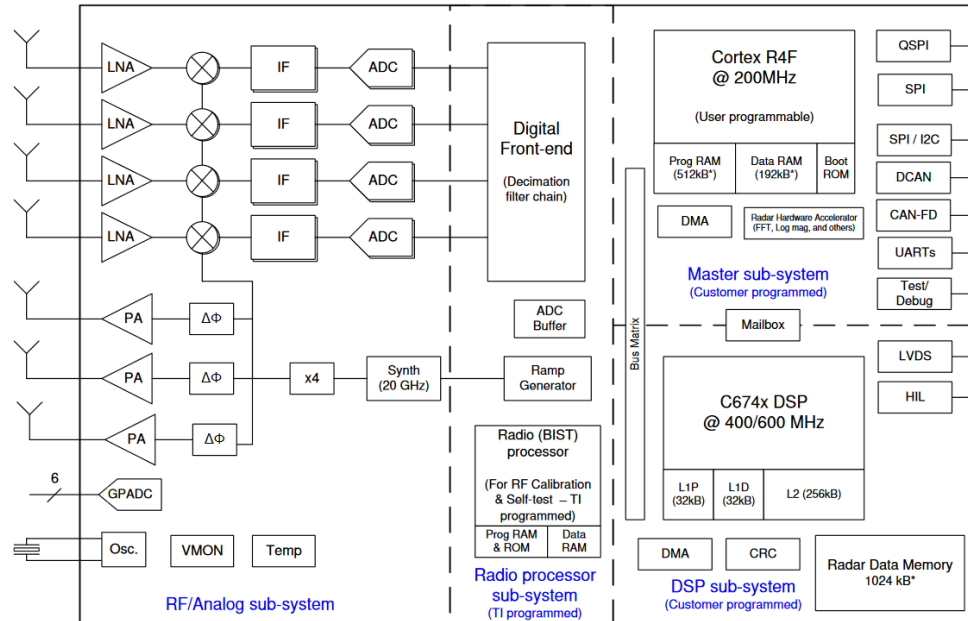 LNA
IF
ADC
LNA
IF
ADC
LNA
IF
ADC
LNA
IF
ADC
PA
ΔΦ
PA
ΔΦ
x4
Synth
(20 GHz)
PA
ΔΦ
6
GPADC
Osc.
VMON
Temp
RF/Analog sub-system
Digital
Front-end
(Decimation
filter chain)
ADC
Buffer
Ramp
Generator
Radio (BIST)
processor
(For RF Calibration
& Self-test – TI
programmed)
Prog RAM
& ROM
Data
RAM
Radio processor
sub-system
(TI programmed)
Bus Matrix
Cortex R4F
@ 200MHz
(User programmable)
Prog RAM
(512kB*)
Data RAM
(192kB*)
Boot
ROM
DMA
Radar Hardware Accelerator
(FFT, Log mag, and others)
Master sub-system
(Customer programmed)
Mailbox
QSPI
SPI
SPI / I2C
DCAN
CAN-FD
UARTs
Test/
Debug
LVDS
HIL
C674x DSP
@ 400/600 MHz
L1P
(32kB)
L1D
(32kB)
L2 (256kB)
DMA
CRC
DSP sub-system
(Customer programmed)
Radar Data Memory
1024 kB*